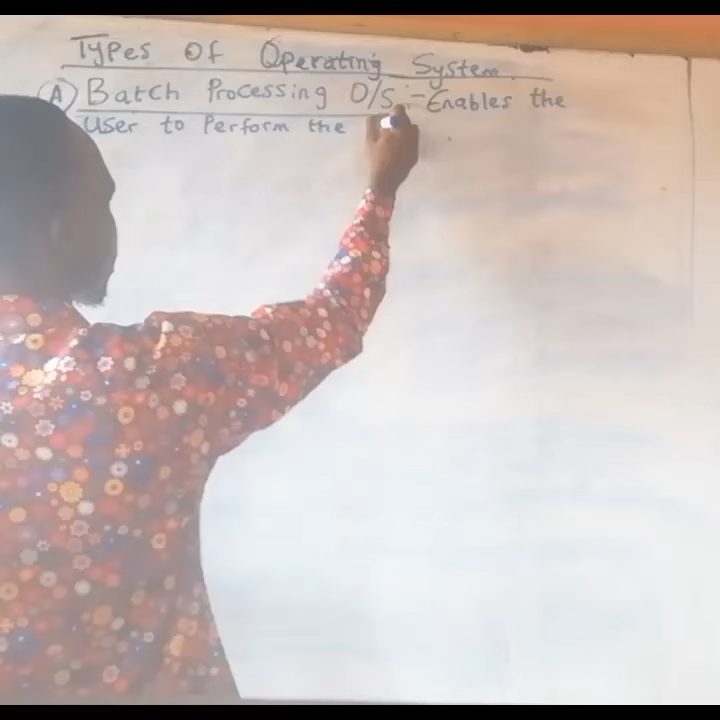 Types Of Operating System
(A) Batch Processing O/S:- Enables the
User to Perform the